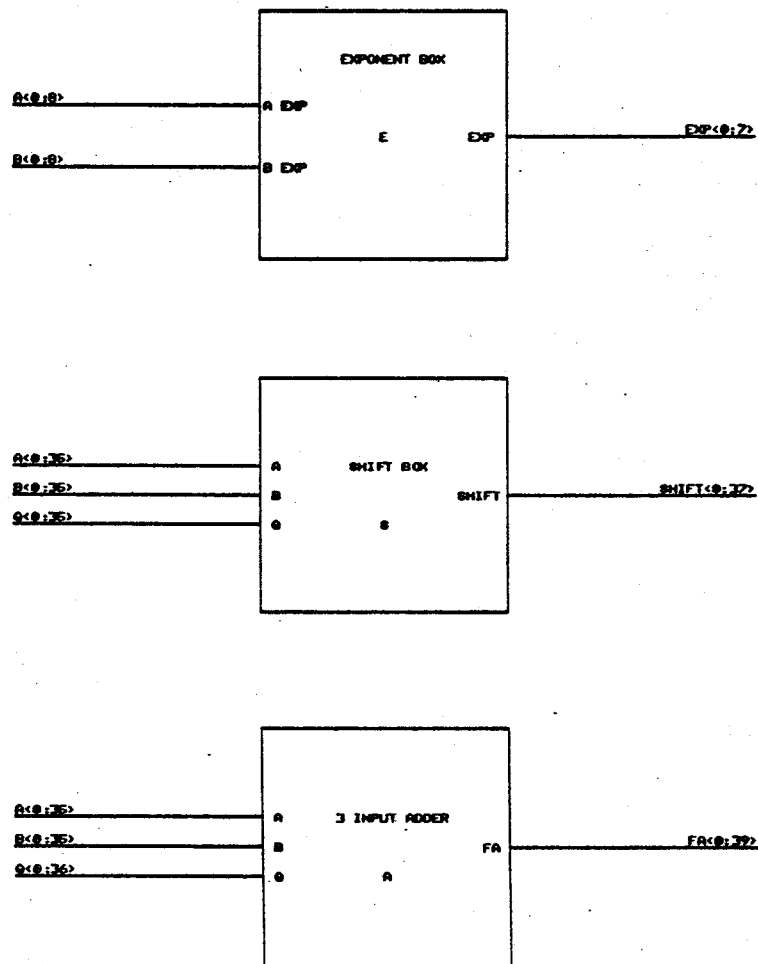 EXPONENT BOX
A<0:8>
A EXP
E
EXP
EXP<0:7>
B<0:8>
B EXP
A<0:35>
A
SHIFT BOX
B<0:35>
B
SHIFT
SHIFT<0:37>
Q<0:35>
Q
S
A<0:35>
A
3 INPUT ADDER
B<0:35>
B
FA
FA<0:39>
Q<0:36>
Q
A